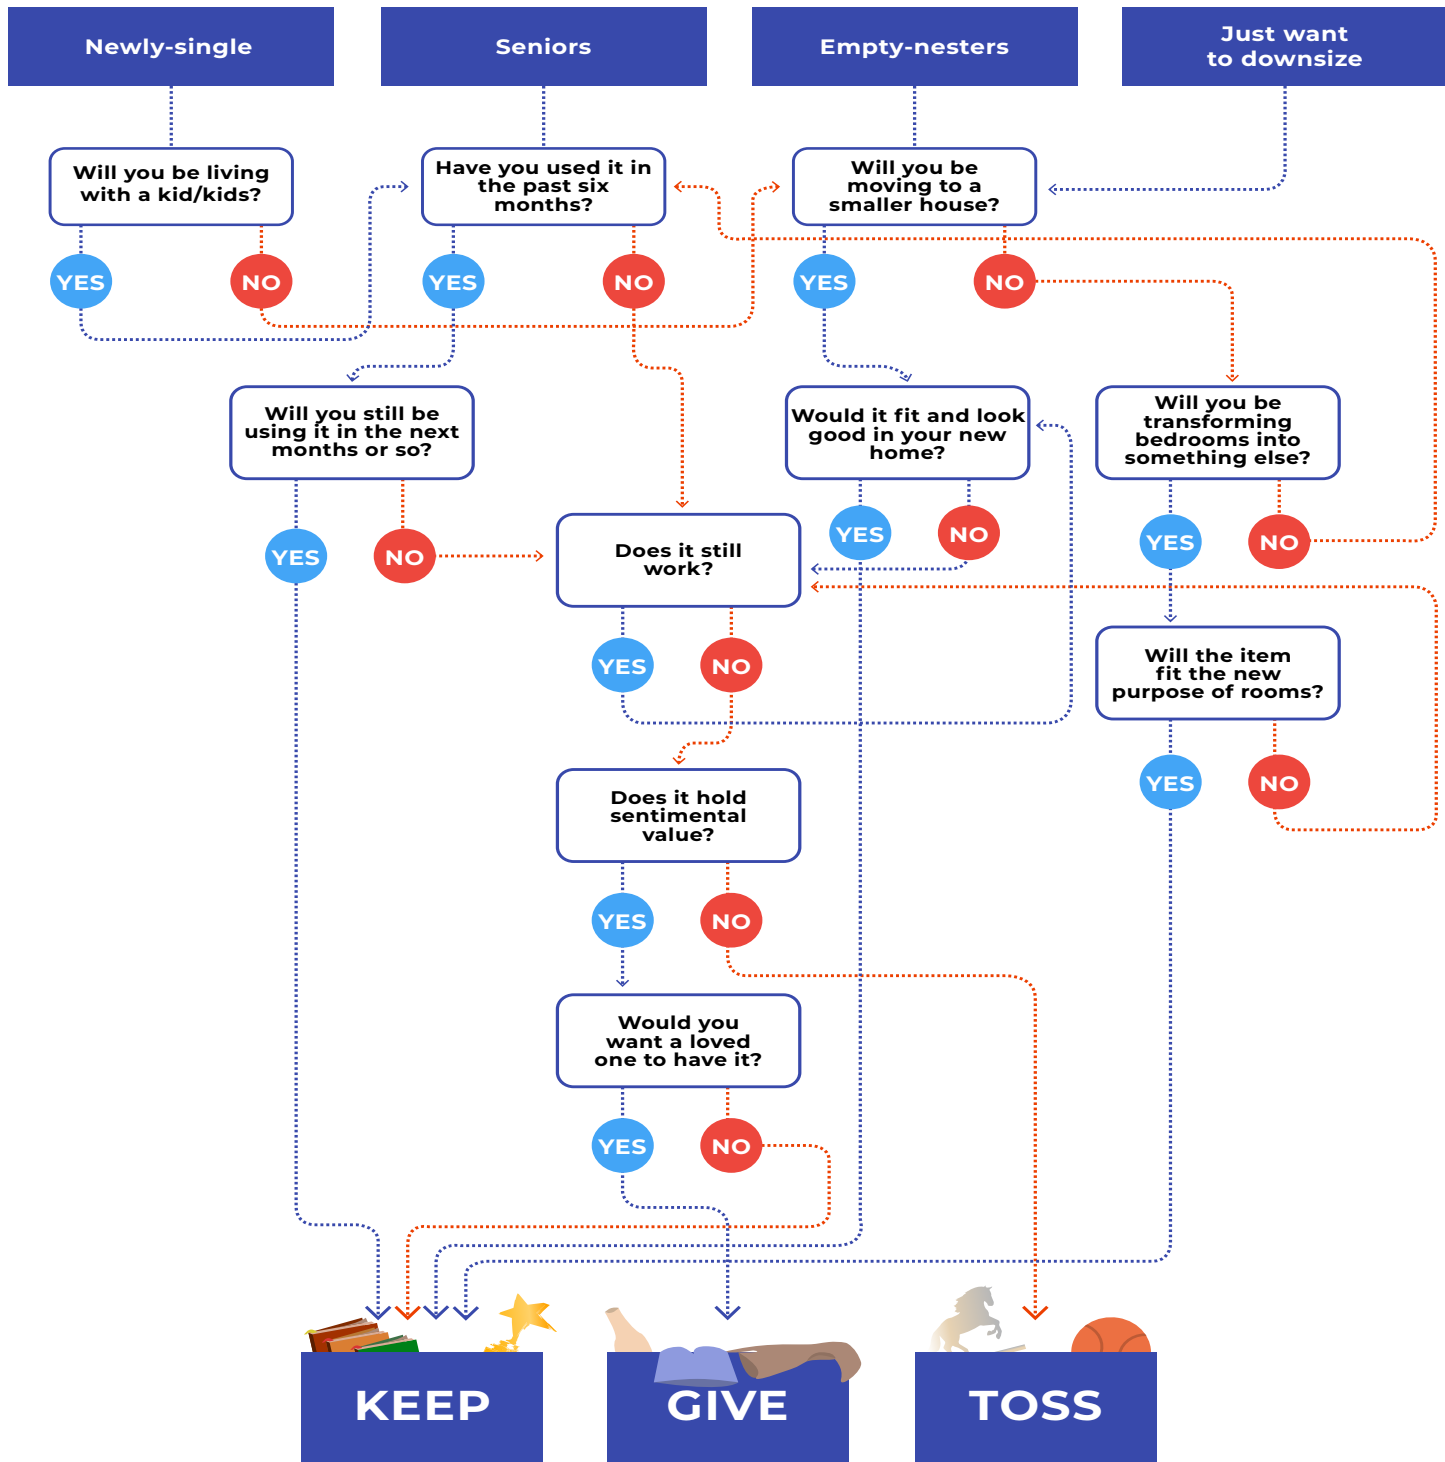 Newly-single
Seniors
Empty-nesters
Just want
to downsize
Will you be living
with a kid/kids?
Have you used it in
the past six
months?
Will you be
moving to a
smaller house?
YES
NO
YES
NO
YES
NO
Will you still be
using it in the next
months or so?
Would it fit and look
good in your new
home?
Will you be
transforming
bedrooms into
something else?
YES
NO
YES
NO
YES
NO
Does it still
work?
YES
NO
Will the item
fit the new
purpose of rooms?
YES
NO
Does it hold
sentimental
value?
YES
NO
Would you
want a loved
one to have it?
YES
NO
KEEP
GIVE
TOSS